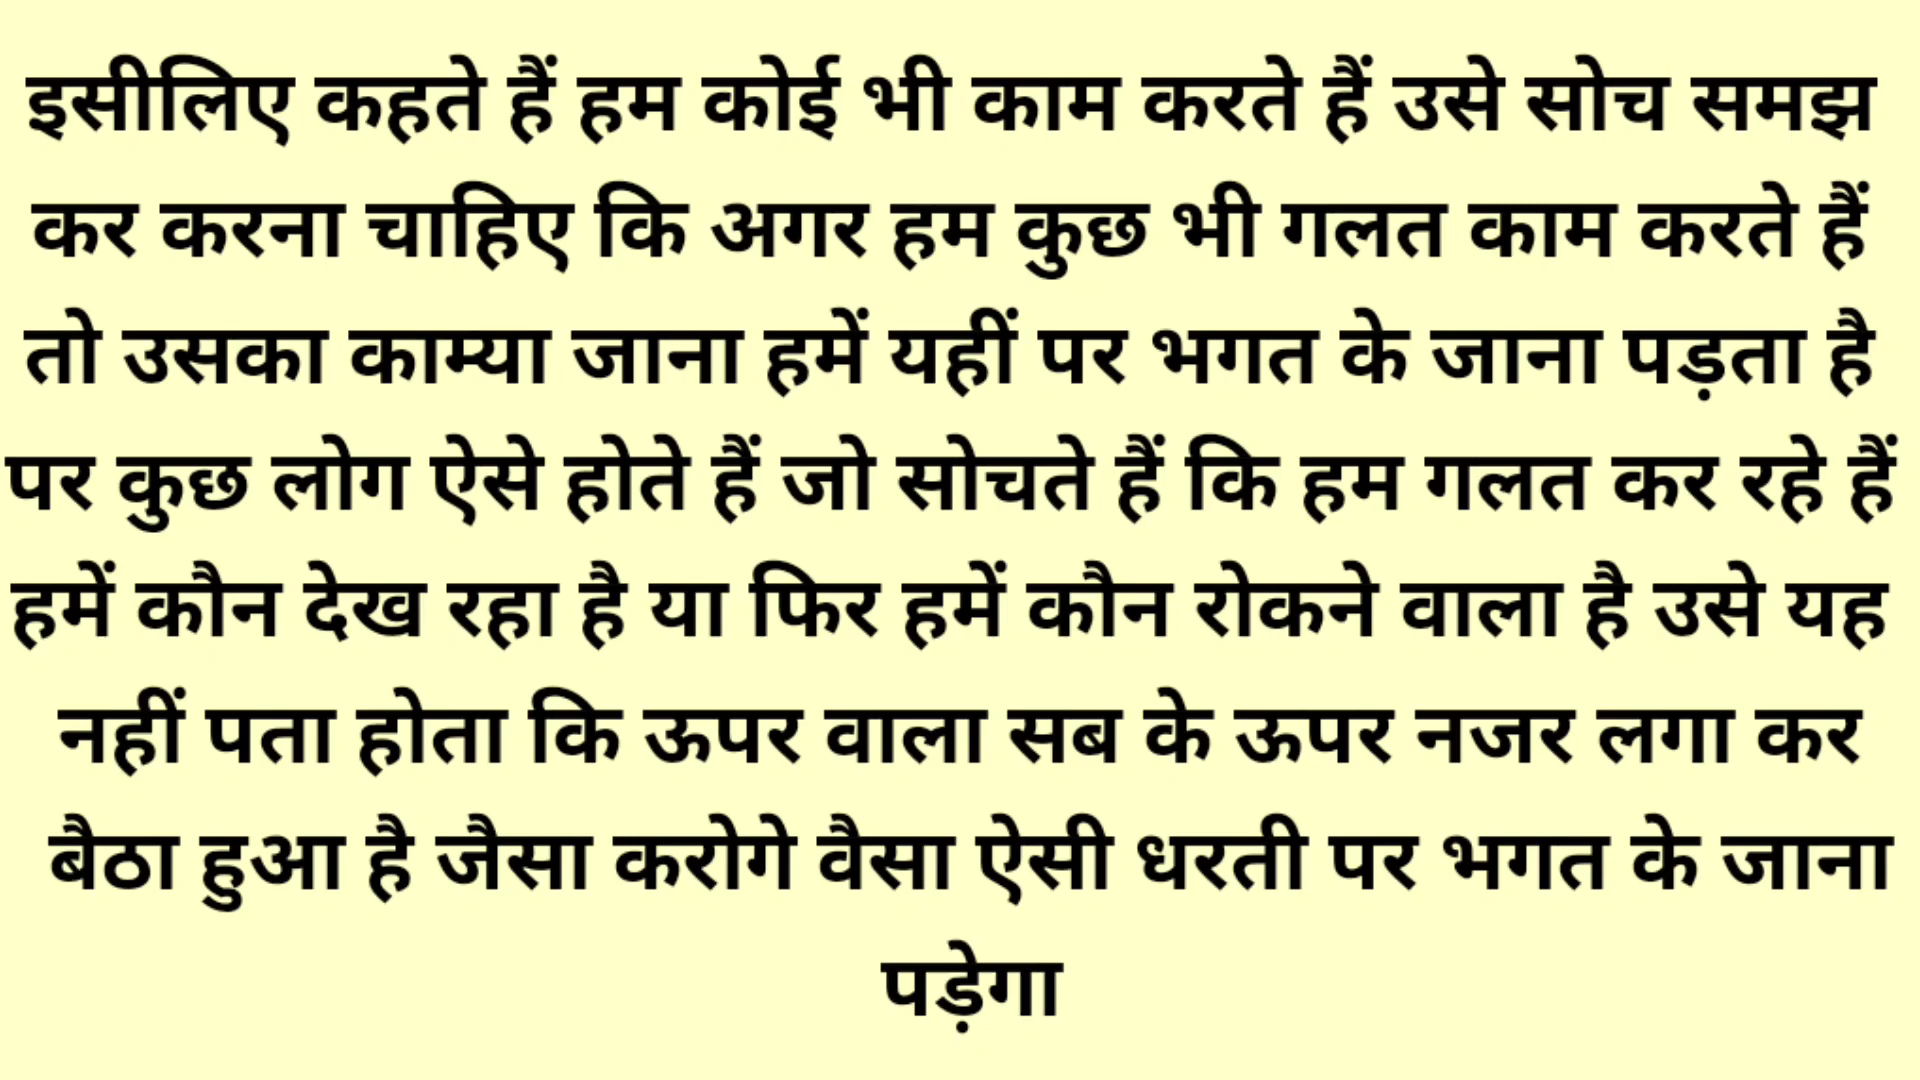 इसीलिए कहते हैं हम कोई भी काम करते हैं उसे सोच समझ
कर करना चाहिए कि अगर हम कुछ भी गलत काम करते हैं
तो उसका काम्या जाना हमें यहीं पर भगत के जाना पड़ता है
पर कुछ लोग ऐसे होते हैं जो सोचते हैं कि हम गलत कर रहे हैं
हमें कौन देख रहा है या फिर हमें कौन रोकने वाला है उसे यह
नहीं पता होता कि ऊपर वाला सब के ऊपर नजर लगा कर
बैठा हुआ है जैसा करोगे वैसा ऐसी धरती पर भगत के जाना
पड़ेगा